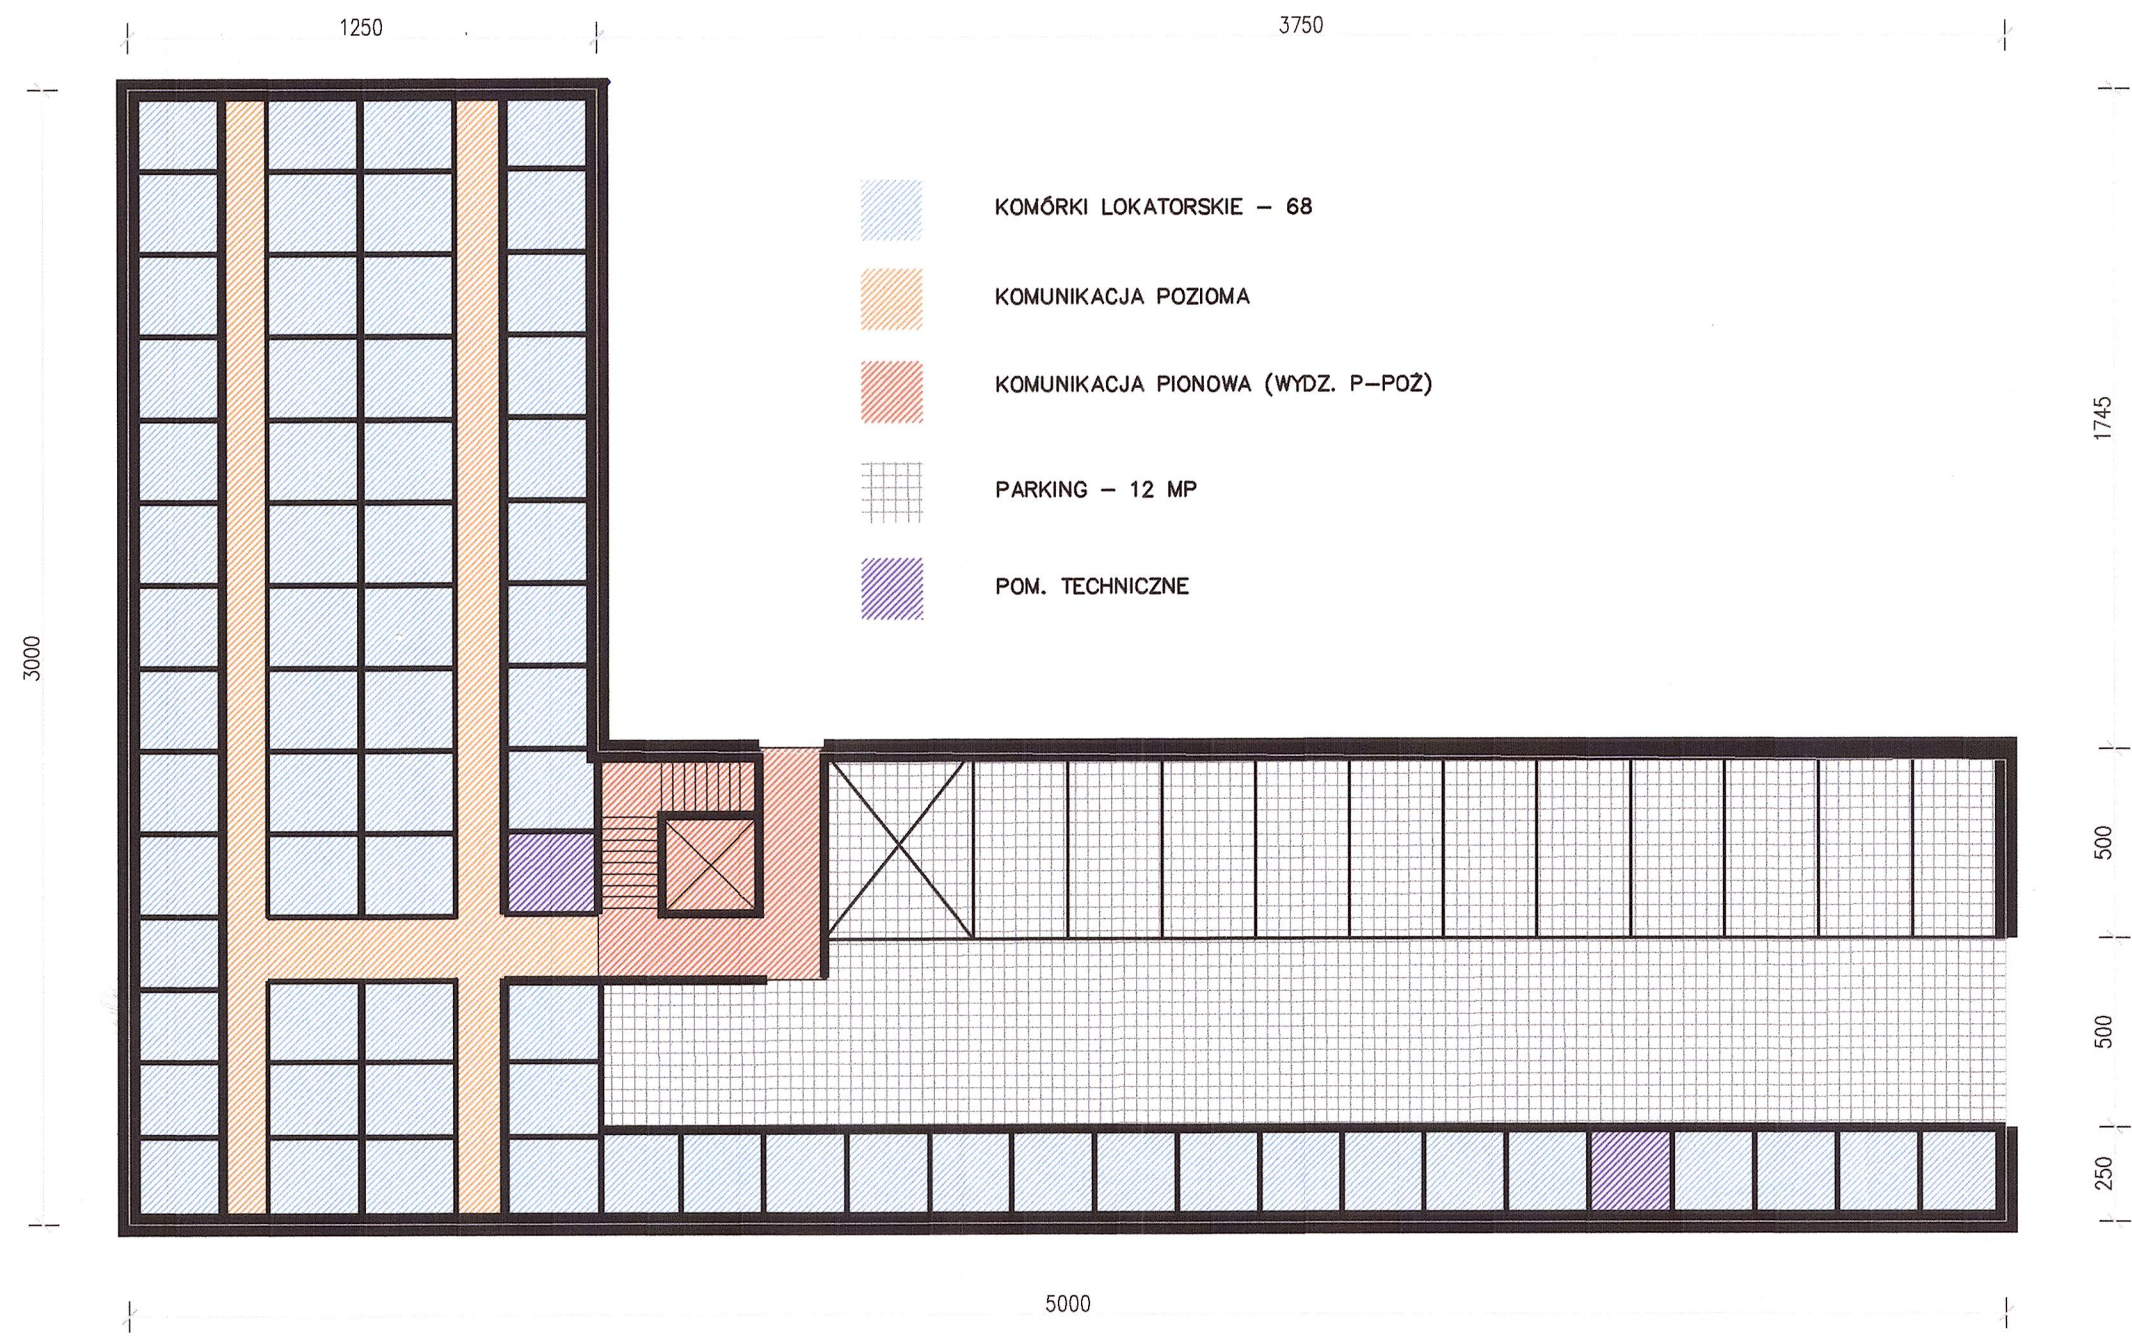 1250
3750
KOMÓRKI LOKATORSKIE – 68
KOMUNIKACJA POZIOMA
KOMUNIKACJA PIONOWA (WYDZ. P–POŻ)
PARKING – 12 MP
POM. TECHNICZNE
3000
1745
500
500
250
5000